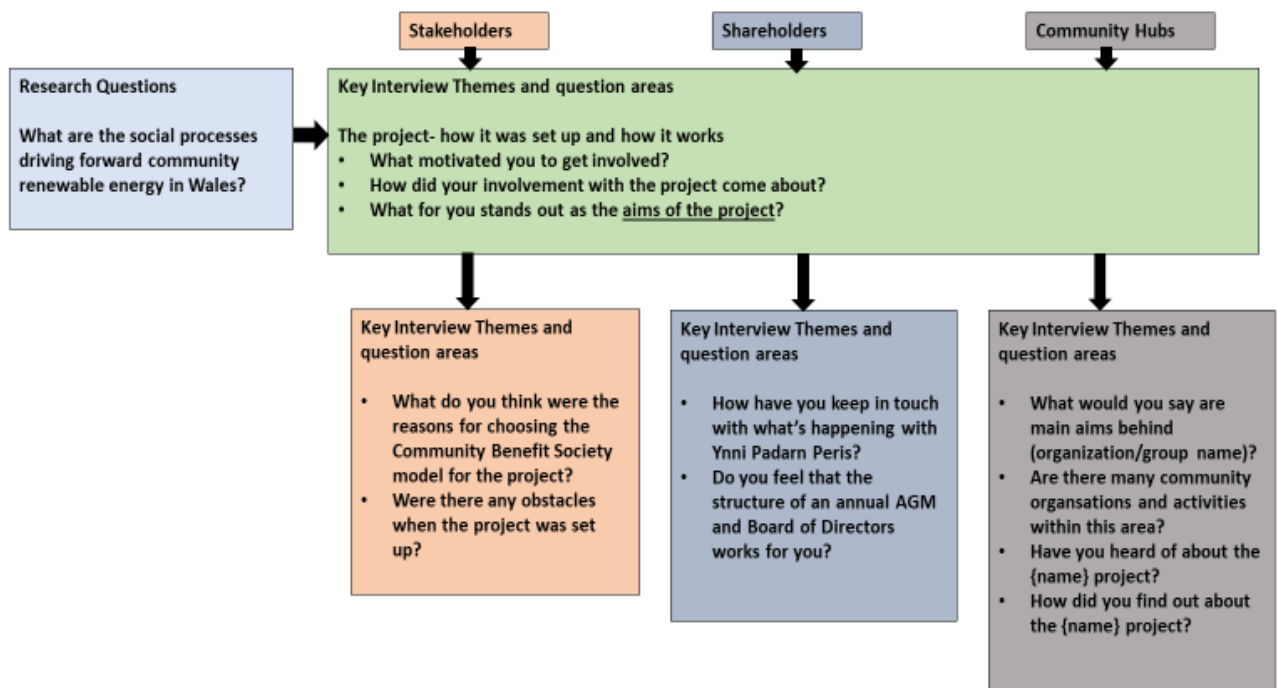 Stakeholders
Shareholders
Community Hubs
Research Questions
What are the social processes
driving forward community
renewable energy in Wales?
Key Interview Themes and question areas
The project- how it was set up and how it works
• What motivated you to get involved?
• How did your involvement with the project come about?
• What for you stands out as the aims of the project?
Key Interview Themes and
question areas
• What do you think were the
reasons for choosing the
Community Benefit Society
model for the project?
• Were there any obstacles
when the project was set
up?
Key Interview Themes and
question areas
• How have you keep in touch
with what's happening with
Ynni Padarn Peris?
• Do you feel that the
structure of an annual AGM
and Board of Directors
works for you?
Key Interview Themes and
question areas
• What would you say are
main aims behind
(organization/group name)?
• Are there many community
organsations and activities
within this area?
• Have you heard of about the
{name} project?
• How did you find out about
the {name} project?